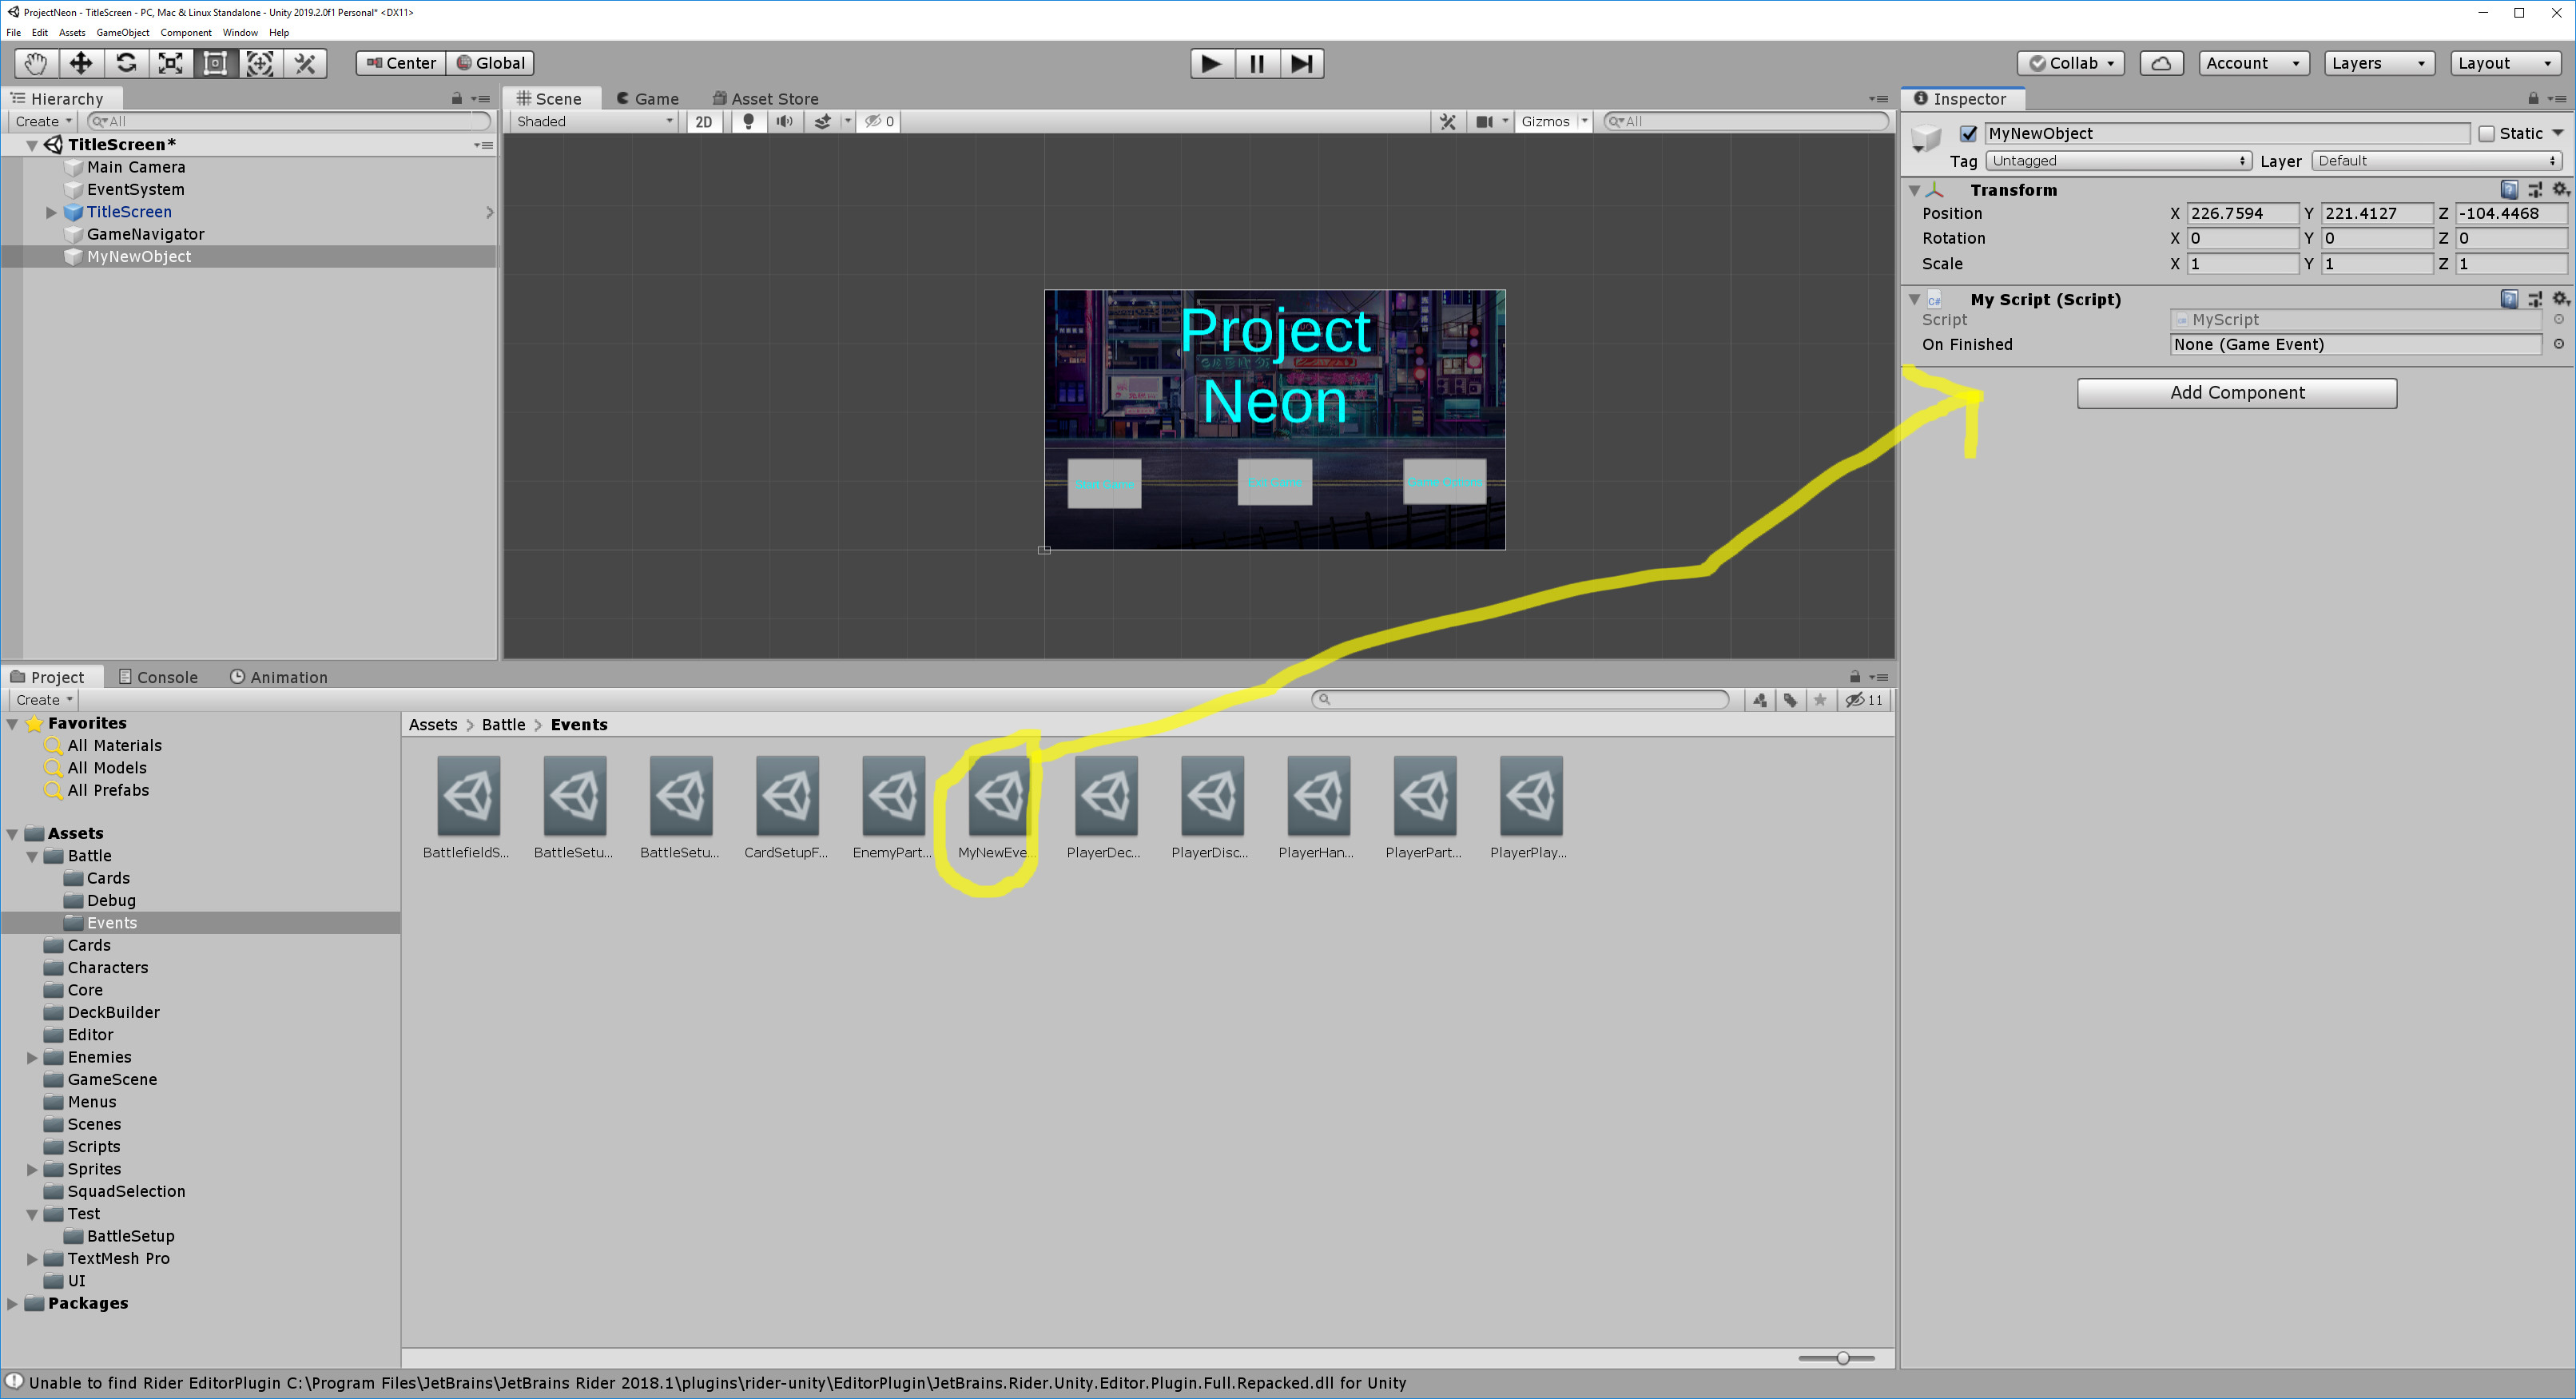 ProjectNeon - TitleScreen - PC, Mac & Linux Standalone - Unity 2019.2.0f1 Personal* <DX11>
File Edit Assets GameObject Component Window Help
Center Global
Collab Account Layers Layout
Hierarchy
Create All
TitleScreen*
Main Camera
EventSystem
TitleScreen
GameNavigator
MyNewObject
Scene Game Asset Store
Shaded 2D 0 Gizmos All
Project
Neon
Start Game Exit Game Game Options
Inspector
MyNewObject Static
Tag Untagged Layer Default
Transform
Position X 226.7594 Y 221.4127 Z -104.4468
Rotation X 0 Y 0 Z 0
Scale X 1 Y 1 Z 1
C#
My Script (Script)
Script MyScript
On Finished None (Game Event)
Add Component
Project Console Animation
Create 11
Favorites
All Materials
All Models
All Prefabs
Assets
Battle
Cards
Debug
Events
Cards
Characters
Core
DeckBuilder
Editor
Enemies
GameScene
Menus
Scenes
Scripts
Sprites
SquadSelection
Test
BattleSetup
TextMesh Pro
UI
Packages
Assets > Battle > Events
BattlefieldS... BattleSetu... BattleSetu... CardSetupF... EnemyPart... MyNewEve... PlayerDec... PlayerDisc... PlayerHan... PlayerPart... PlayerPlay...
Unable to find Rider EditorPlugin C:\Program Files\JetBrains\JetBrains Rider 2018.1\plugins\rider-unity\EditorPlugin\JetBrains.Rider.Unity.Editor.Plugin.Full.Repacked.dll for Unity